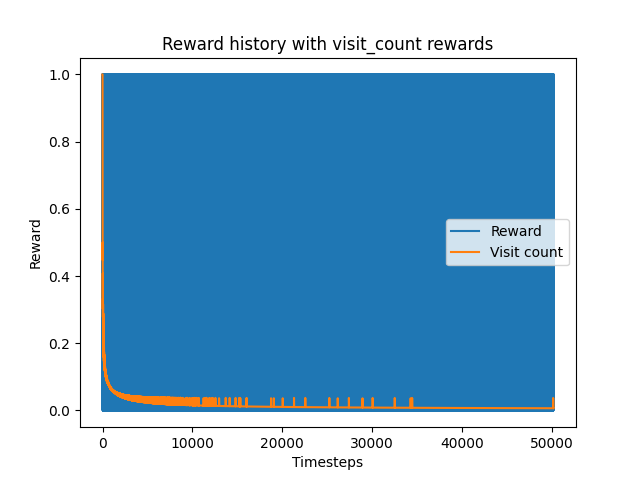 Reward history with visit_count rewards
1.0
0.8
0.6
0.4
0.2
0.0
Reward
Reward
Visit count
0
10000
20000
30000
40000
50000
Timesteps